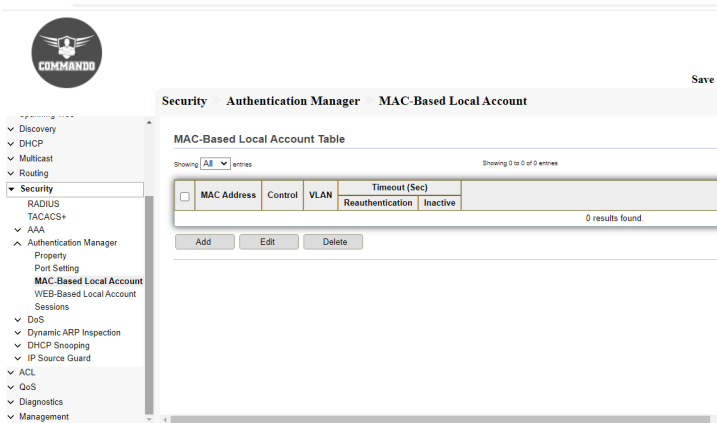 COMMANDO
Save
Security » Authentication Manager » MAC-Based Local Account
Discovery
DHCP
Multicast
Routing
Security
RADIUS
TACACS+
AAA
Authentication Manager
Property
Port Setting
MAC-Based Local Account
WEB-Based Local Account
Sessions
DoS
Dynamic ARP Inspection
DHCP Snooping
IP Source Guard
ACL
QoS
Diagnostics
Management
MAC-Based Local Account Table
Showing All entries
Showing 0 to 0 of 0 entries
MAC Address Control VLAN Timeout (Sec)
Reauthentication Inactive
0 results found.
Add Edit Delete